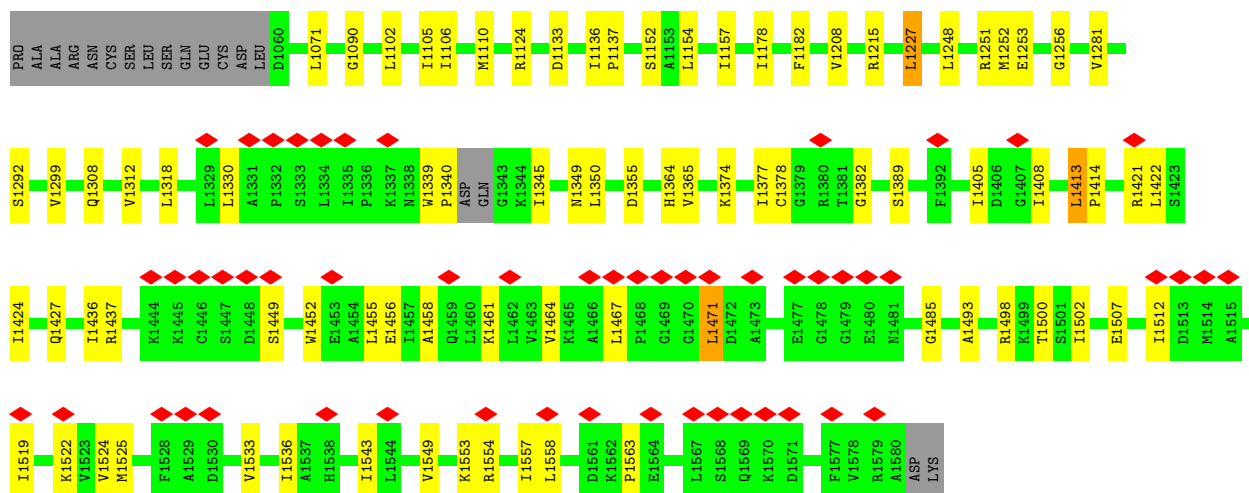 PRO ALA ALA ARG ASN CYS SER LEU SER GLN GLU CYS ASP LEU D1060 L1071 G1090 L1102 I1105 I1106 M1110 R1124 D1133 I1136 P1137 S1152 A1153 L1154 I1157 I1178 F1182 V1208 R1215 L1227 L1248 R1251 M1252 E1253 G1256 V1281
S1292 V1299 Q1308 V1312 L1318 L1329 L1330 A1331 P1332 S1333 L1334 I1335 P1336 K1337 N1338 W1339 P1340 ASP GLN G1343 K1344 I1345 N1349 L1350 D1355 H1364 V1365 K1374 I1377 C1378 G1379 R1380 T1381 G1382 S1389 F1392 I1405 D1406 G1407 I1408 L1413 P1414 R1421 L1422 S1423
I1424 Q1427 I1436 R1437 K1444 K1445 C1446 S1447 D1448 S1449 W1452 E1453 A1454 L1455 E1456 I1457 A1458 Q1459 L1460 K1461 L1462 V1463 V1464 K1465 A1466 L1467 P1468 G1469 G1470 L1471 D1472 A1473 E1477 G1478 G1479 E1480 N1481 G1485 A1493 R1498 K1499 T1500 S1501 I1502 E1507 I1512 D1513 M1514 A1515
I1519 K1522 V1523 V1524 M1525 F1528 A1529 D1530 V1533 I1536 A1537 H1538 I1543 L1544 V1549 K1553 R1554 I1557 L1558 D1561 K1562 P1563 E1564 L1567 S1568 Q1569 K1570 D1571 F1577 V1578 R1579 A1580 ASP LYS